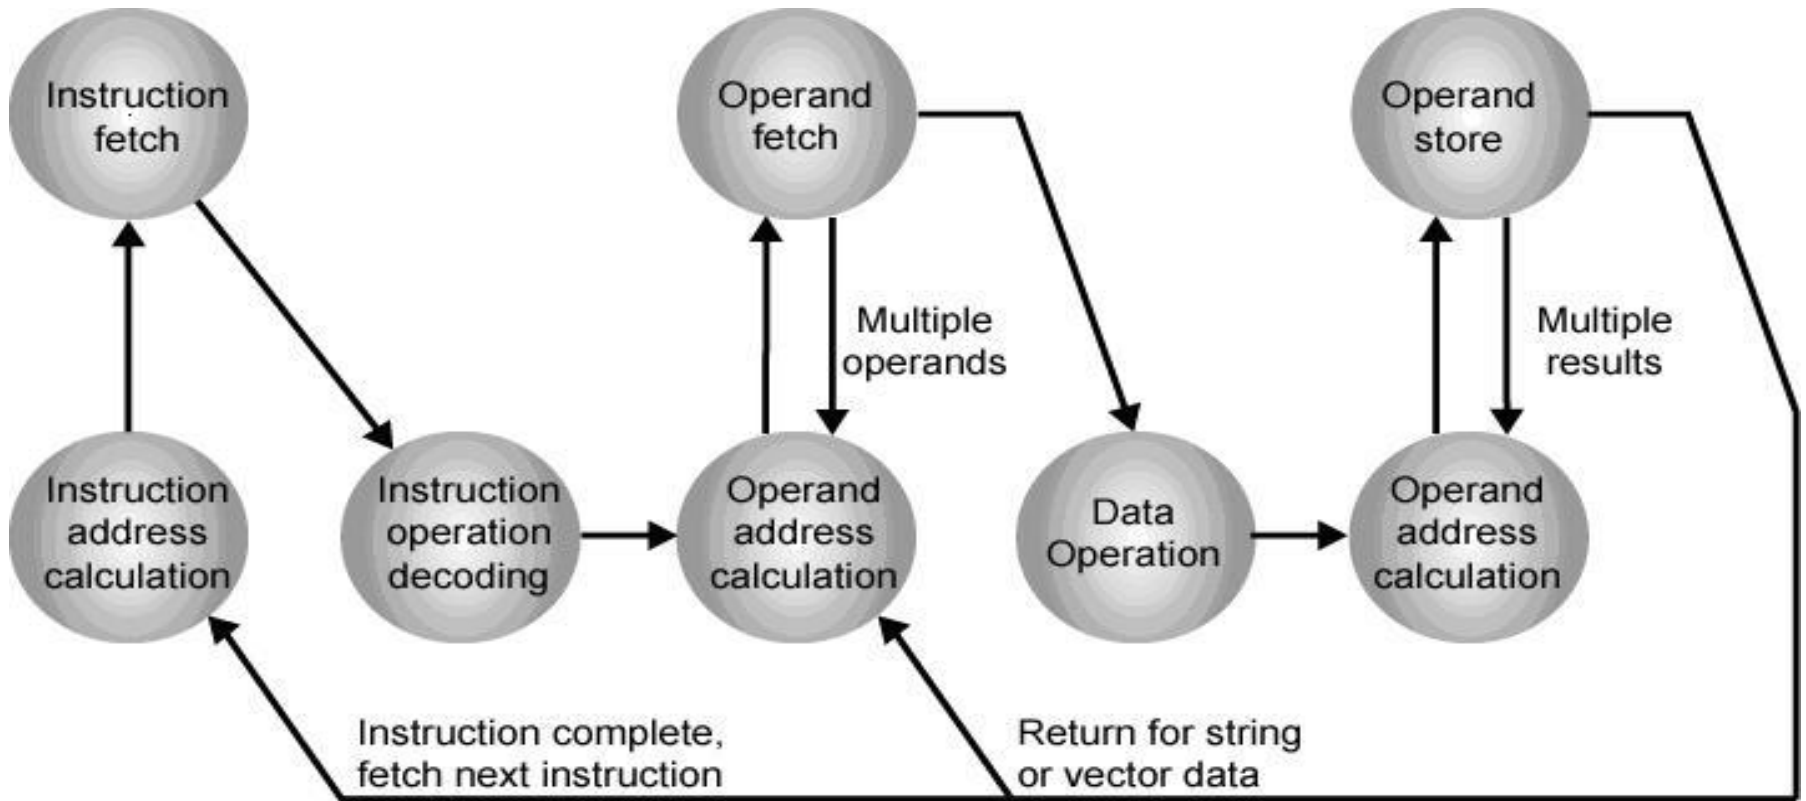 Instruction
fetch
Operand
fetch
Operand
store
Multiple
operands
Multiple
results
Instruction
address
calculation
Instruction
operation
decoding
Operand
address
calculation
Data
Operation
Operand
address
calculation
Instruction complete,
fetch next instruction
Return for string
or vector data